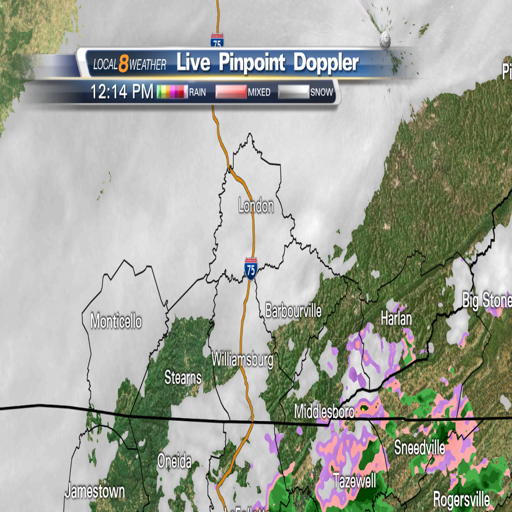 75
LOCAL 8 WEATHER Live Pinpoint Doppler
12:14 PM RAIN MIXED SNOW
London
75
Big Stone
Barbourville
Harlan
Monticello
Williamsburg
Stearns
Middlesboro
Sneedville
Oneida
Tazewell
Jamestown
Rogersville